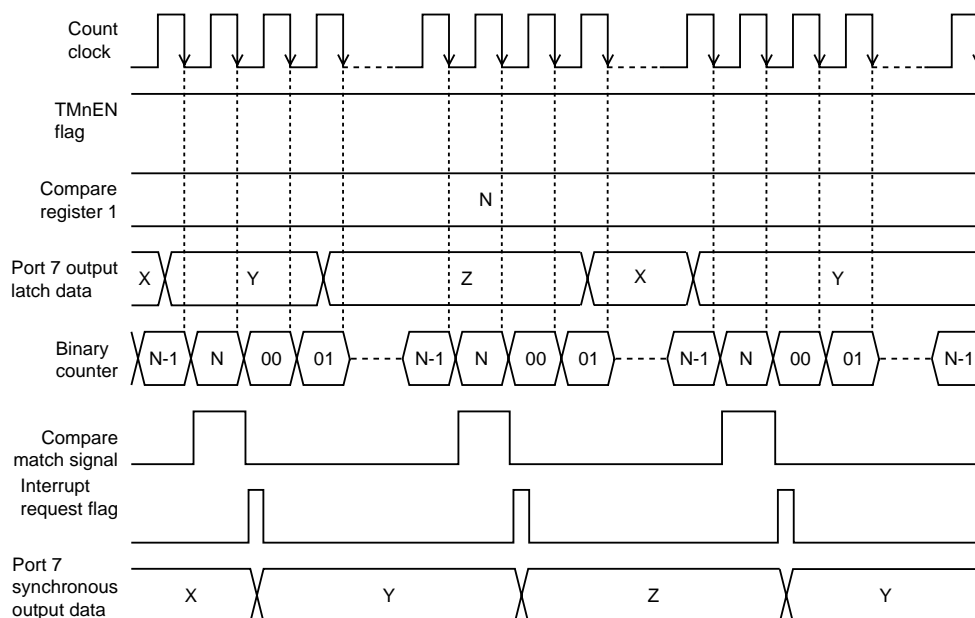 Count
clock
TMnEN
flag
Compare
register 1
N
Port 7 output
latch data
X Y Z X Y
Binary
counter
N-1 N 00 01 N-1 N 00 01 N-1 N 00 01 N-1
Compare
match signal
Interrupt
request flag
Port 7
synchronous
output data
X Y Z Y